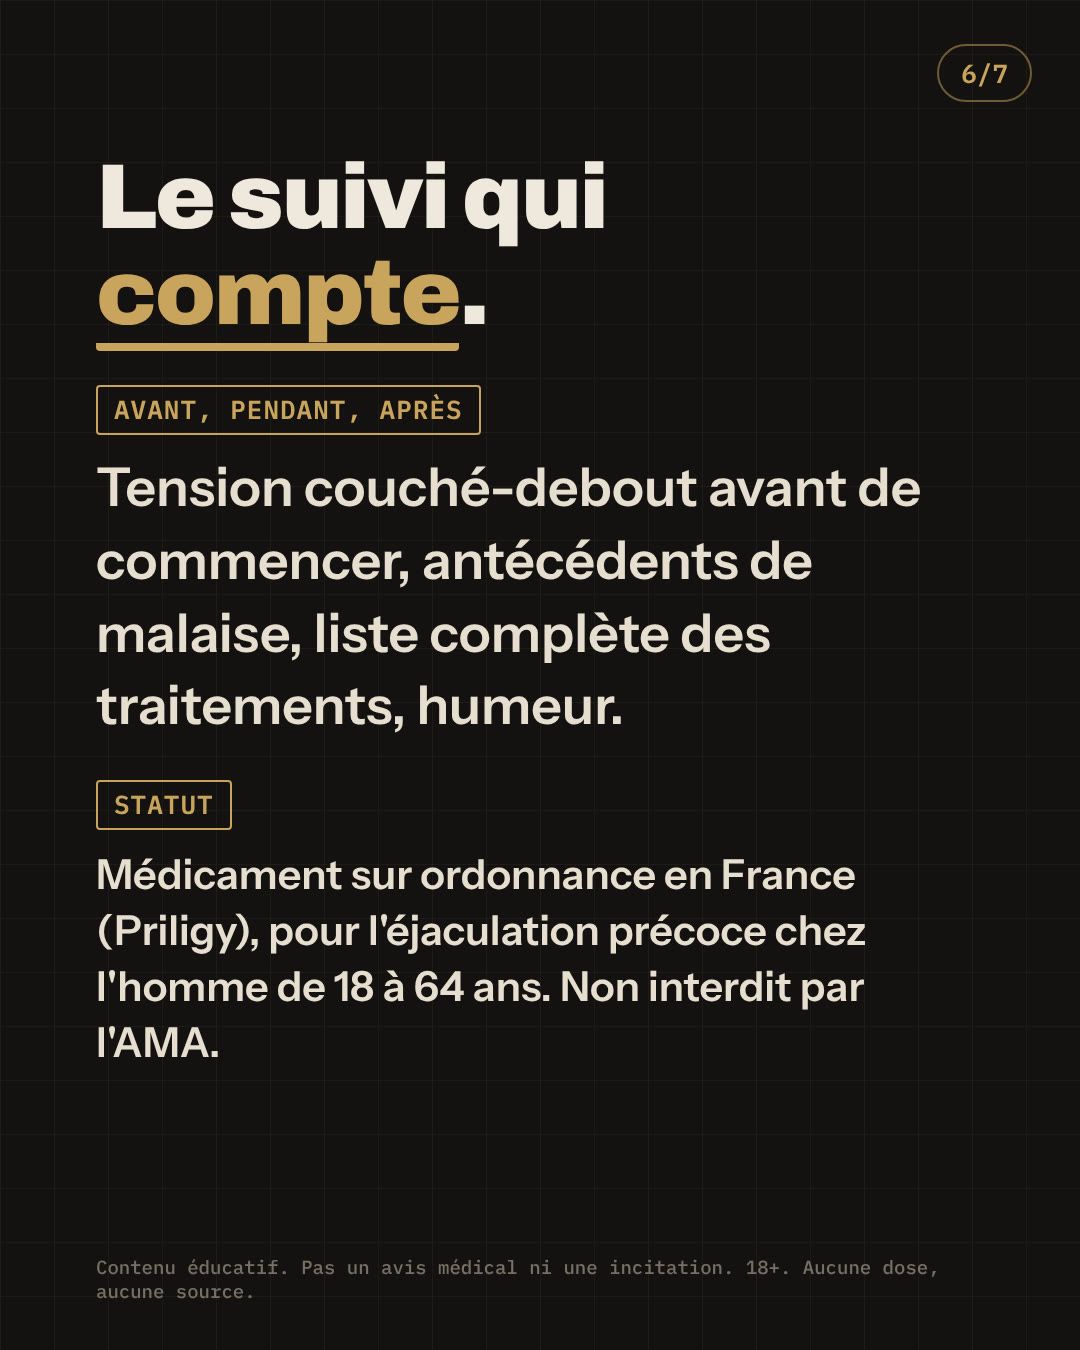 6/7
Le suivi qui
compte.
AVANT, PENDANT, APRÈS
Tension couché-debout avant de
commencer, antécédents de
malaise, liste complète des
traitements, humeur.
STATUT
Médicament sur ordonnance en France
(Priligy), pour l'éjaculation précoce chez
l'homme de 18 à 64 ans. Non interdit par
l'AMA.
Contenu éducatif. Pas un avis médical ni une incitation. 18+. Aucune dose,
aucune source.